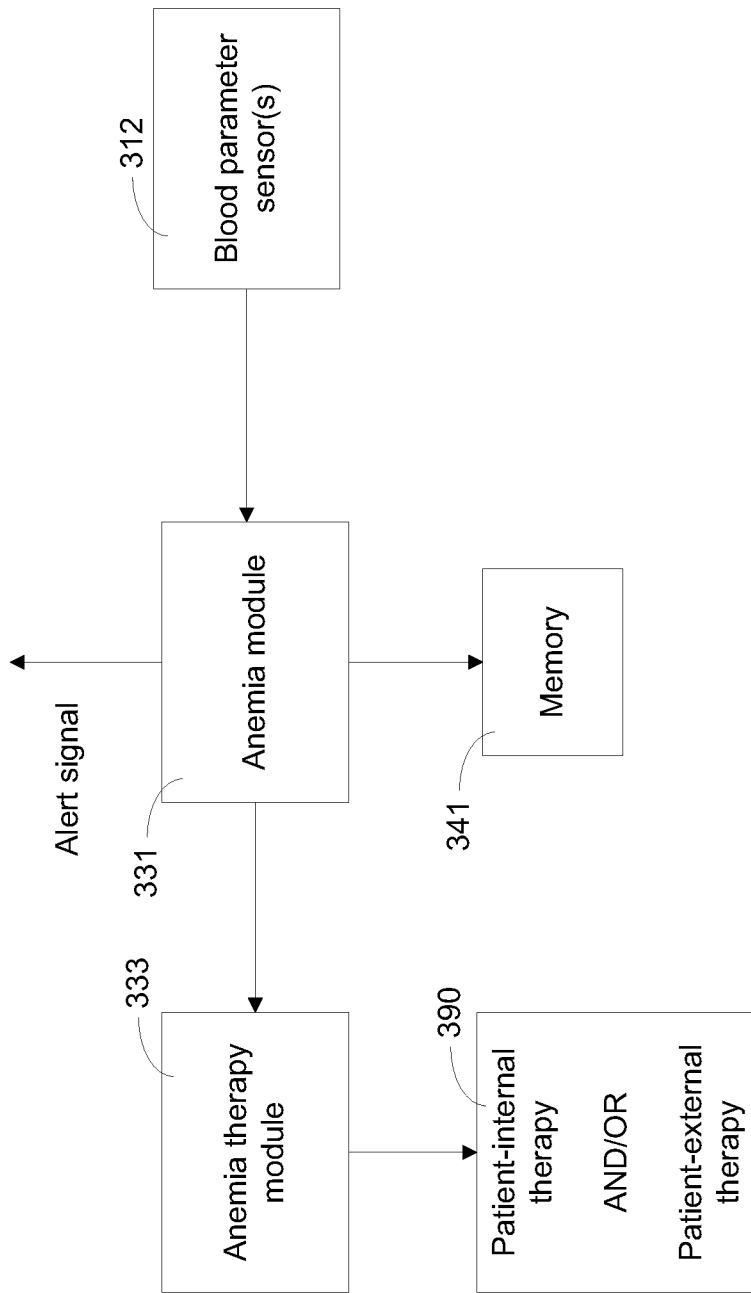 Alert signal
333
Anemia therapy
module
331
Anemia module
312
Blood parameter
sensor(s)
390
Patient-internal
therapy
AND/OR
Patient-external
therapy
341
Memory